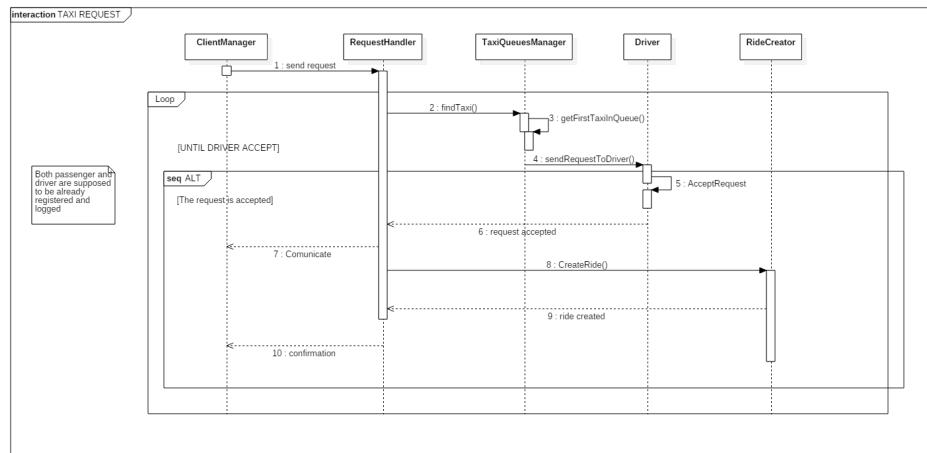 interaction TAXI REQUEST
ClientManager
RequestHandler
TaxiQueuesManager
Driver
RideCreator
1 : send request
Loop
2 : findTaxi()
3 : getFirstTaxiInQueue()
[UNTIL DRIVER ACCEPT]
4 : sendRequestToDriver()
Both passenger and
driver are supposed
to be already
registered and
logged
seq ALT
5 : AcceptRequest
[The request is accepted]
6 : request accepted
7 : Comunicate
8 : CreateRide()
9 : ride created
10 : confirmation